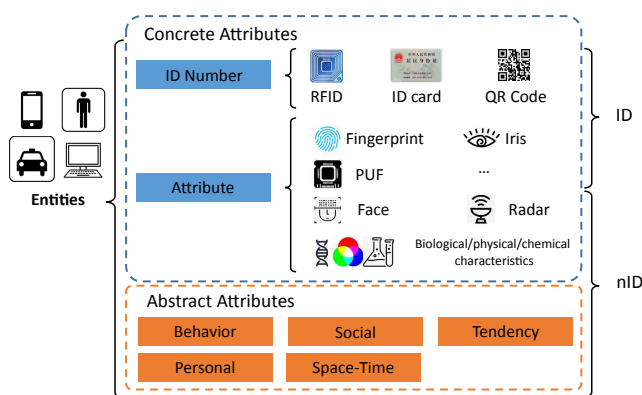 Concrete Attributes
ID Number
RFID
ID card
QR Code
ID
Fingerprint
Iris
PUF
...
Attribute
Face
Radar
Entities
Biological/physical/chemical
characteristics
nID
Abstract Attributes
Behavior
Social
Tendency
Personal
Space-Time